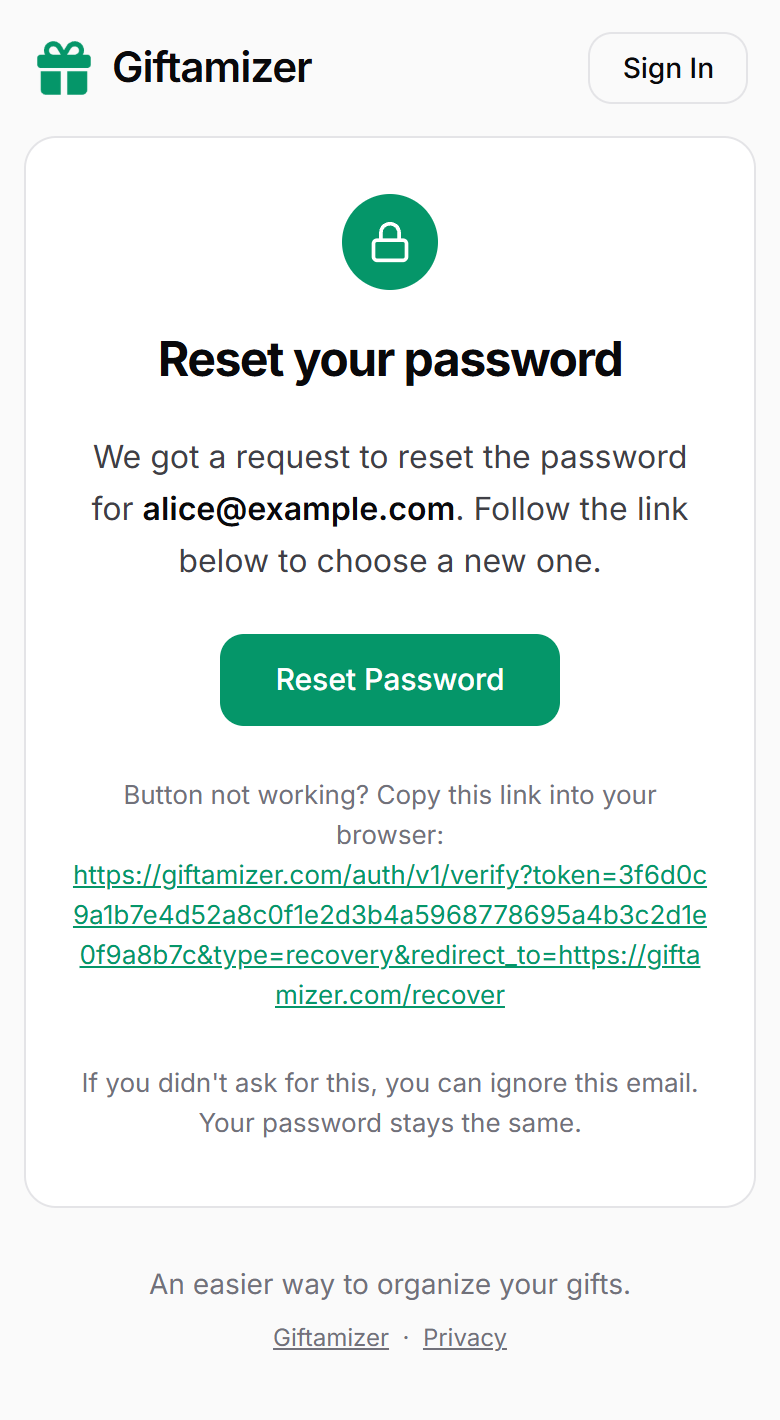 Giftamizer
Sign In
Reset your password
We got a request to reset the password
for alice@example.com. Follow the link
below to choose a new one.
Reset Password
Button not working? Copy this link into your
browser:
https://giftamizer.com/auth/v1/verify?token=3f6d0c
9a1b7e4d52a8c0f1e2d3b4a5968778695a4b3c2d1e
0f9a8b7c&type=recovery&redirect_to=https://gifta
mizer.com/recover
If you didn't ask for this, you can ignore this email.
Your password stays the same.
An easier way to organize your gifts.
Giftamizer · Privacy